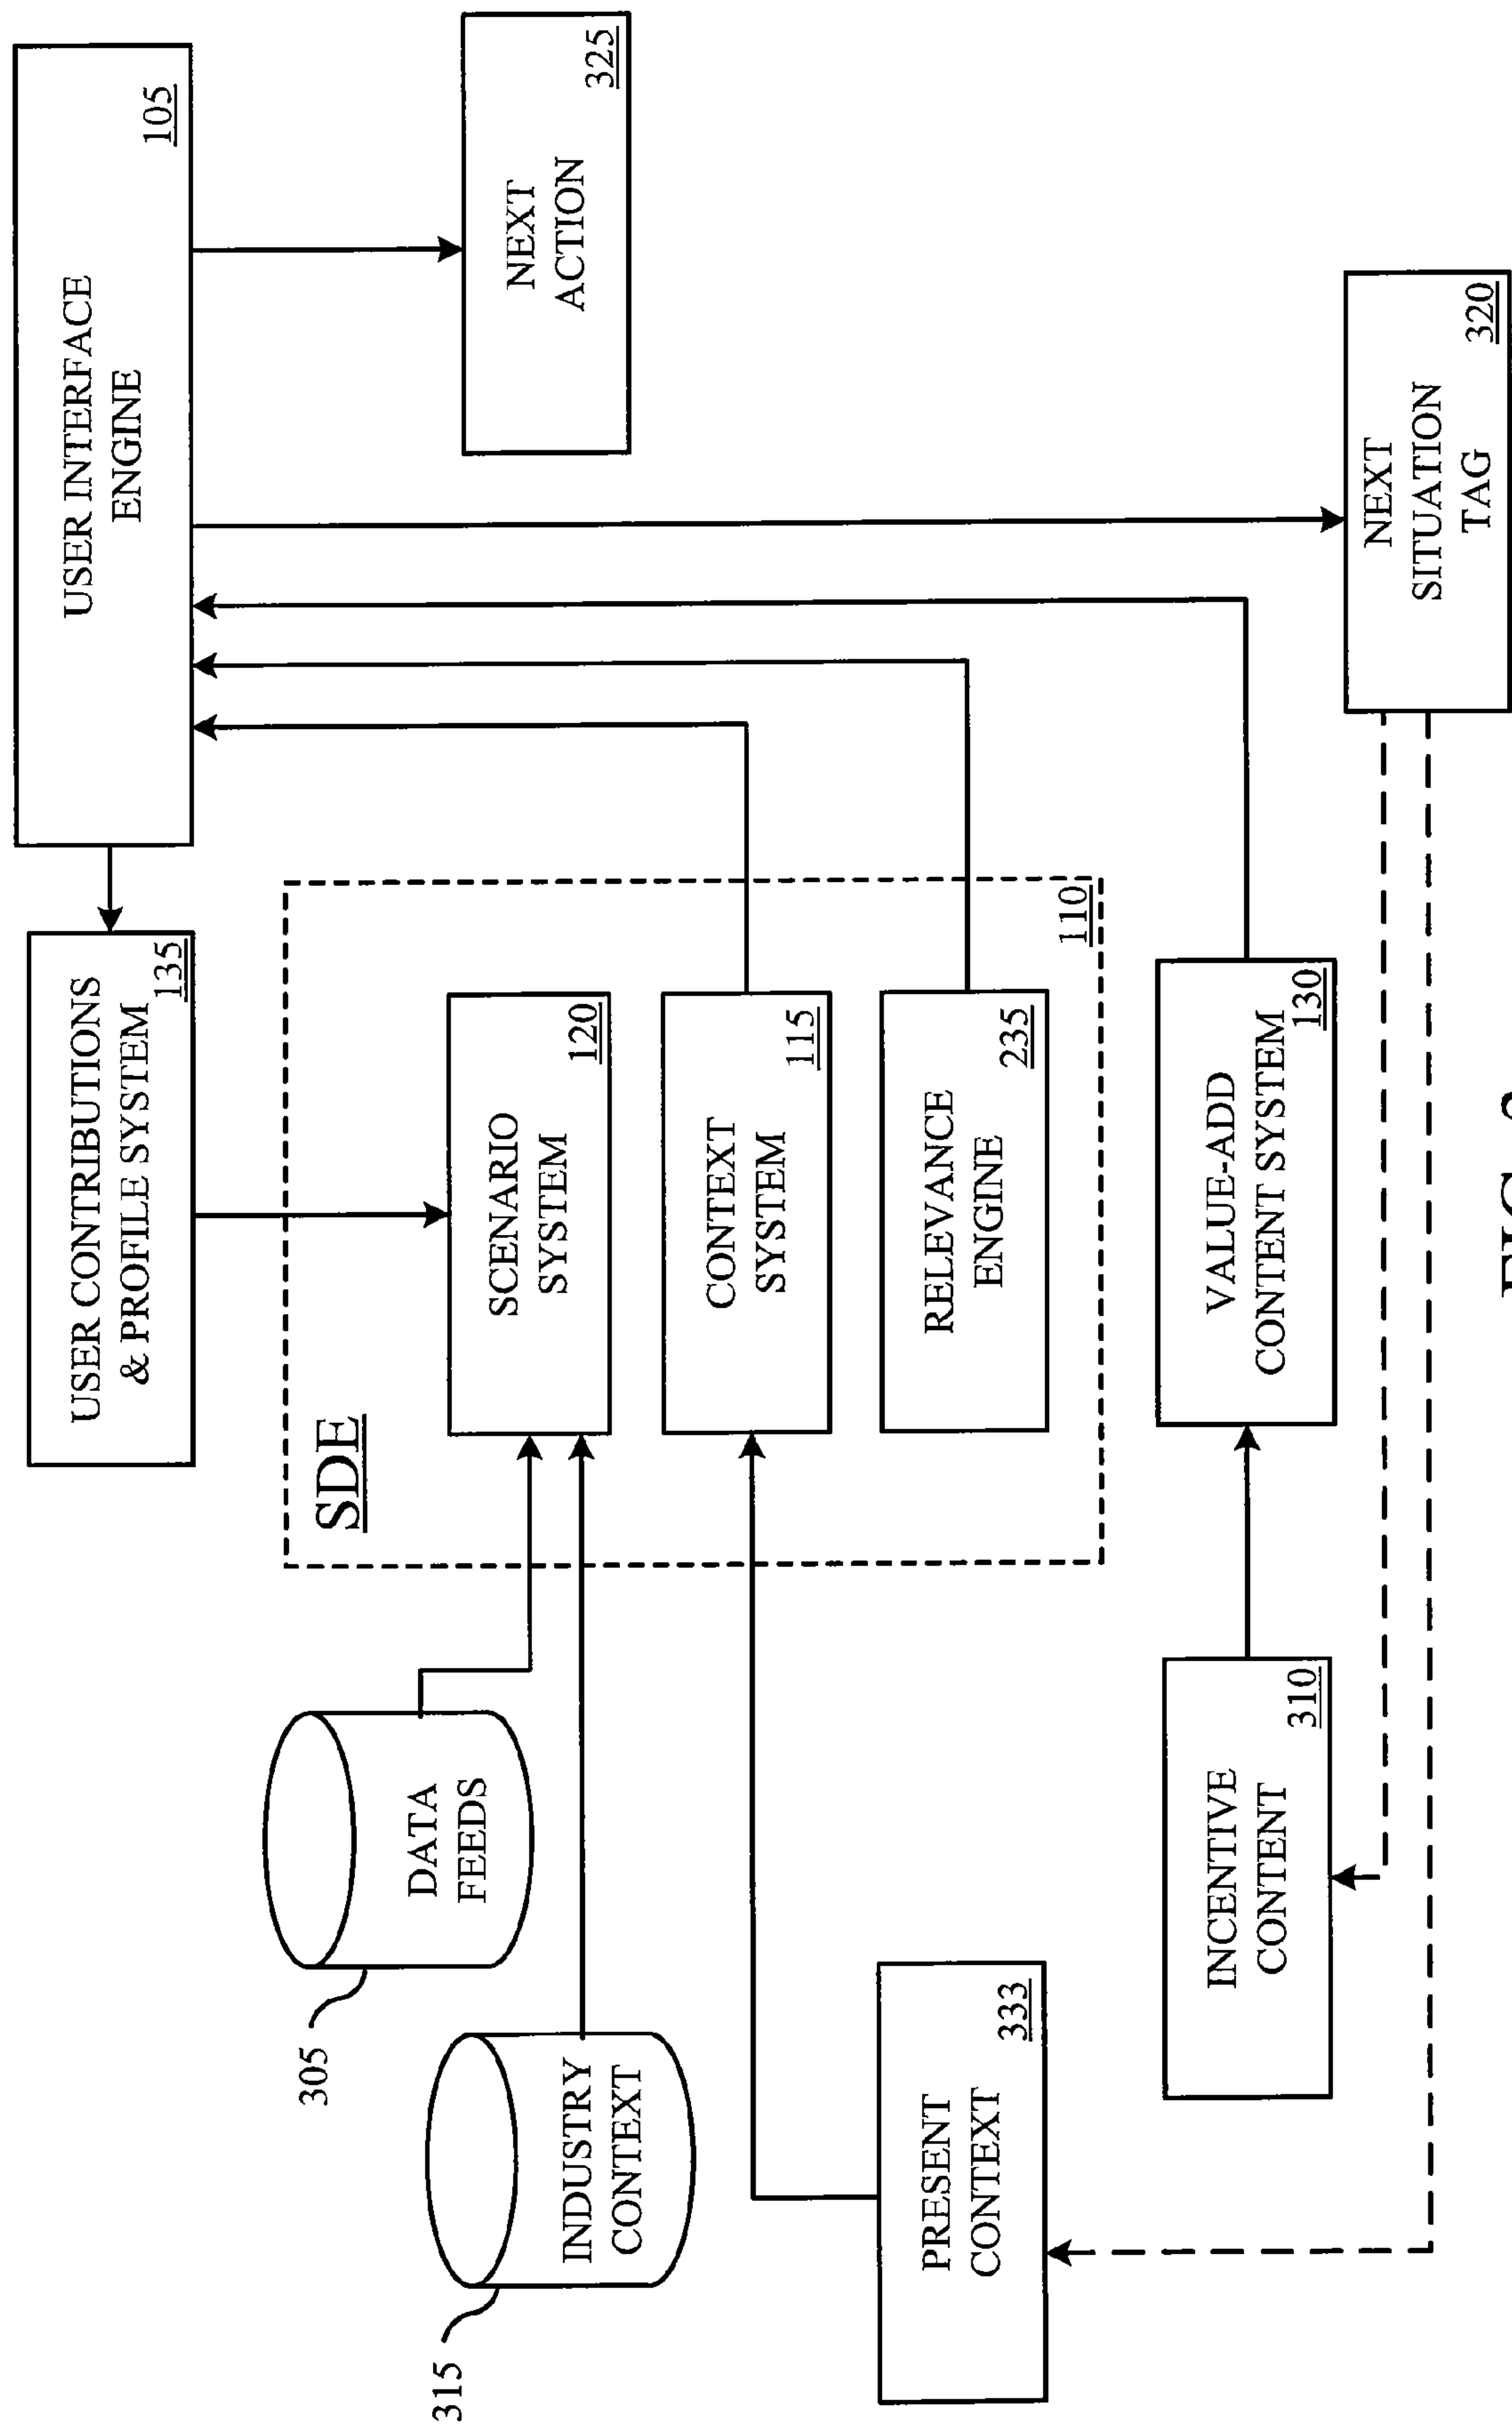 USER CONTRIBUTIONS
& PROFILE SYSTEM
135
USER INTERFACE
ENGINE
105
305
DATA
FEEDS
SDE
315
INDUSTRY
CONTEXT
SCENARIO
SYSTEM
120
NEXT
ACTION
325
CONTEXT
SYSTEM
115
PRESENT
CONTEXT
333
RELEVANCE
ENGINE
235
110
INCENTIVE
CONTENT
310
VALUE-ADD
CONTENT SYSTEM
130
NEXT
SITUATION
TAG
320
FIG.